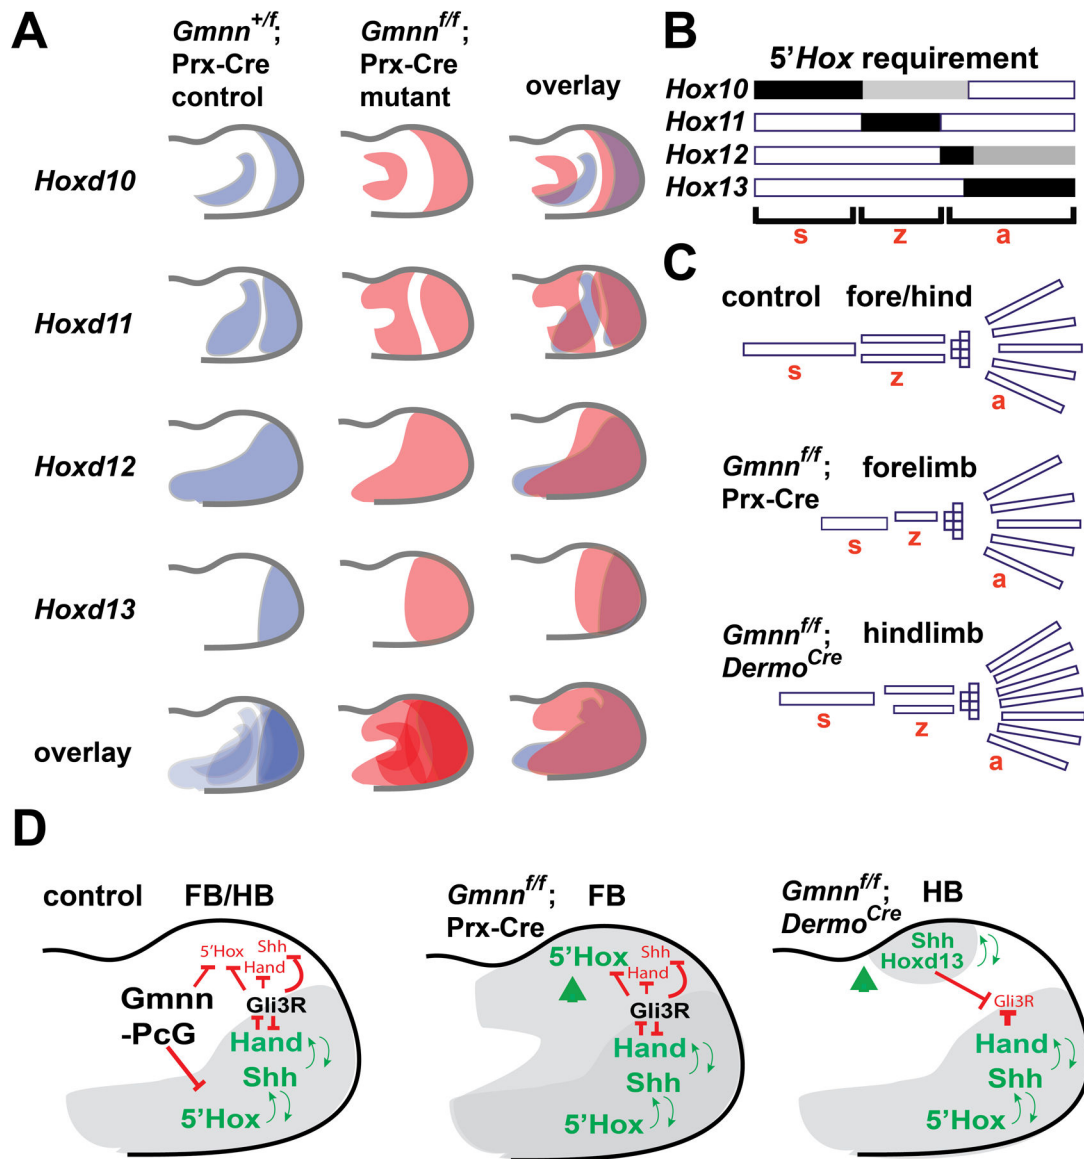 A
Gmnn+/f;
Prx-Cre
control
Gmnnf/f;
Prx-Cre
mutant
overlay
Hoxd10
Hoxd11
Hoxd12
Hoxd13
overlay
B
5'Hox requirement
Hox10
Hox11
Hox12
Hox13
s z a
C
control fore/hind
s z a
Gmnnf/f; forelimb
Prx-Cre
s z a
Gmnnf/f; hindlimb
DermoCre
s z a
D
control FB/HB
5'Hox Shh
Hand
Gmnn
-PcG
Gli3R
Hand
Shh
5'Hox
Gmnnf/f; FB
Prx-Cre
5'Hox Shh
Hand
Gli3R
Hand
Shh
5'Hox
Gmnnf/f; HB
DermoCre
Shh
Hoxd13
Gli3R
Hand
Shh
5'Hox